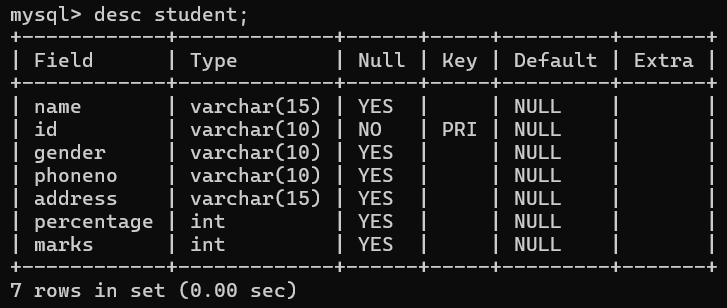 mysql> desc student;
+------------+-------------+------+-----+---------+-------+
| Field      | Type        | Null | Key | Default | Extra |
+------------+-------------+------+-----+---------+-------+
| name       | varchar(15) | YES  |     | NULL    |       |
| id         | varchar(10) | NO   | PRI | NULL    |       |
| gender     | varchar(10) | YES  |     | NULL    |       |
| phoneno    | varchar(10) | YES  |     | NULL    |       |
| address    | varchar(15) | YES  |     | NULL    |       |
| percentage | int         | YES  |     | NULL    |       |
| marks      | int         | YES  |     | NULL    |       |
+------------+-------------+------+-----+---------+-------+
7 rows in set (0.00 sec)